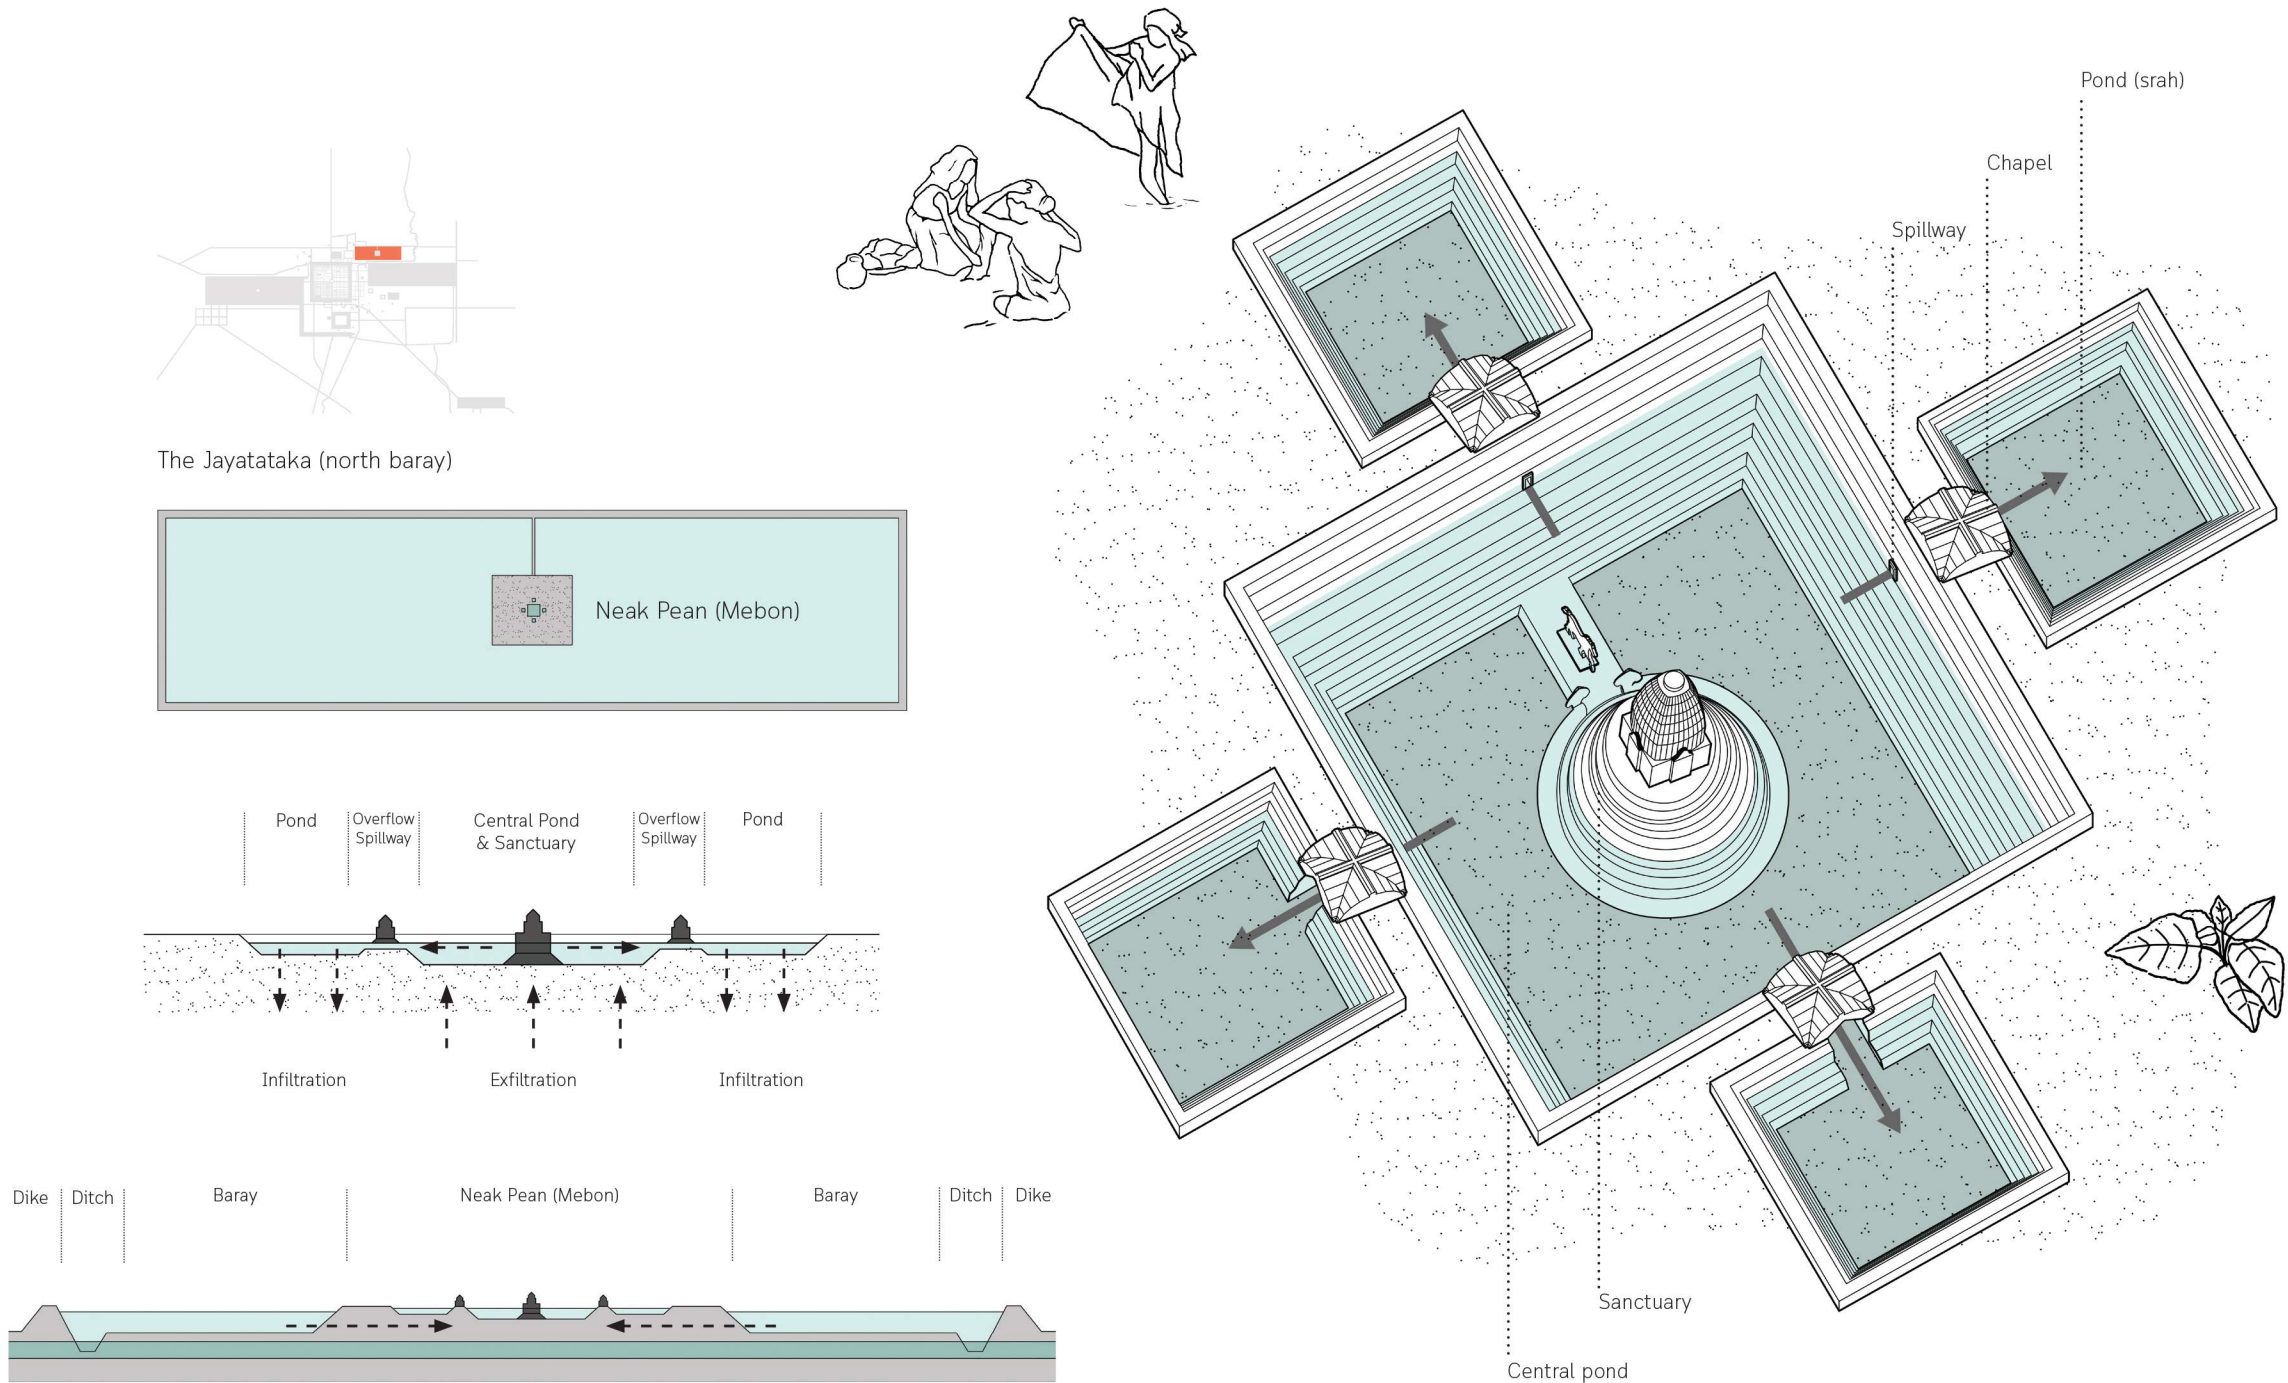 Pond (srah)
Chapel
Spillway
The Jayatataka (north baray)
Neak Pean (Mebon)
Pond
Overflow
Spillway
Central Pond
& Sanctuary
Overflow
Spillway
Pond
Infiltration
Exfiltration
Infiltration
Dike
Ditch
Baray
Neak Pean (Mebon)
Baray
Ditch
Dike
Sanctuary
Central pond